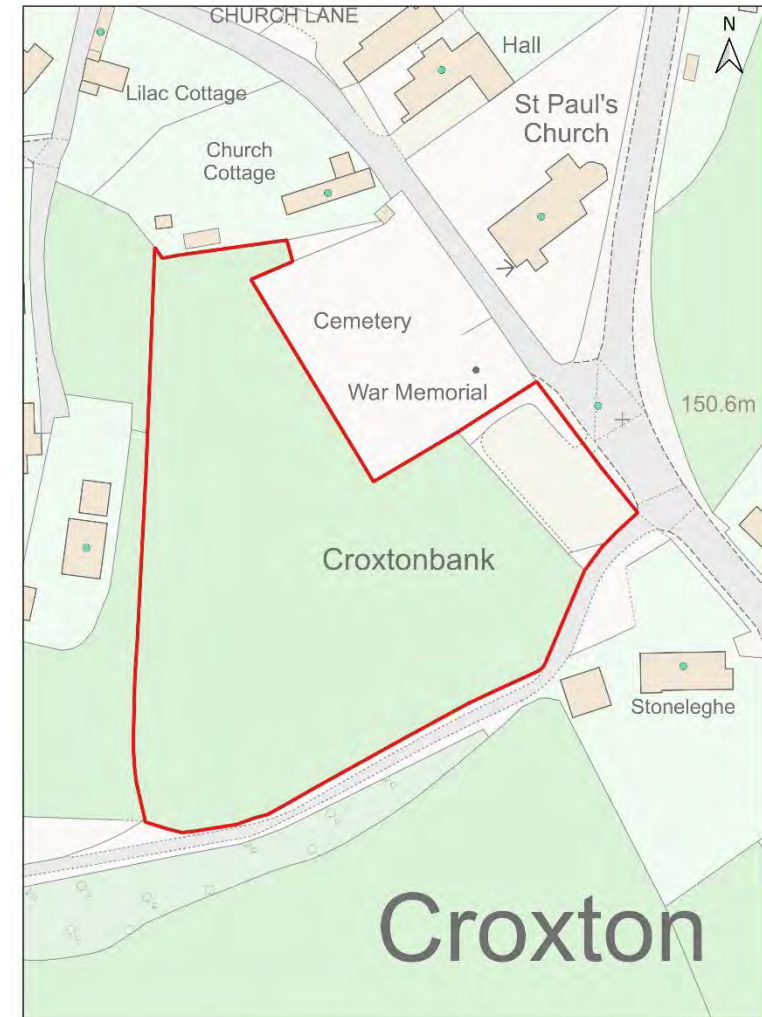 CHURCH LANE
N
Hall
Lilac Cottage
St Paul's
Church
Church
Cottage
Cemetery
War Memorial
150.6m
Croxtonbank
Stoneleghe
Croxton